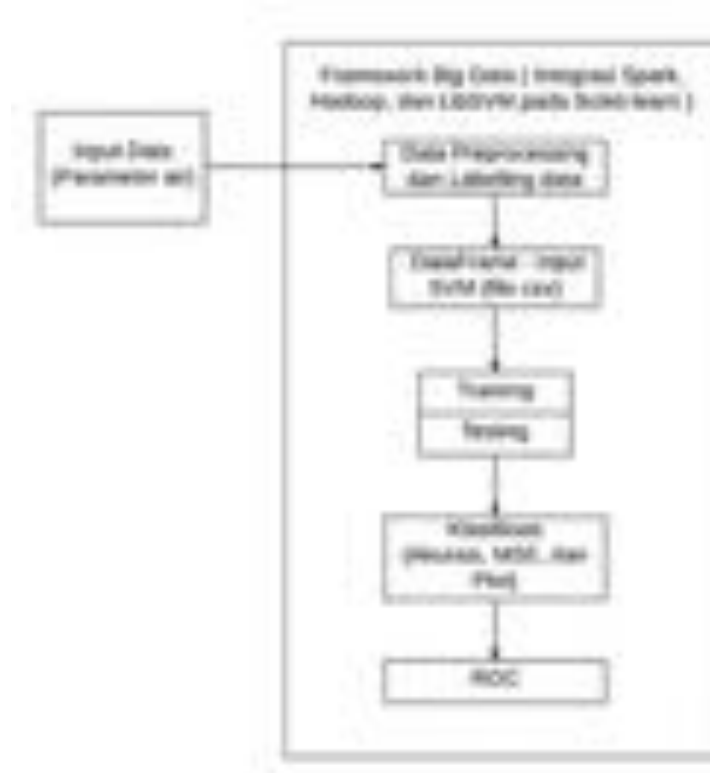 Framework Big Data ( Integrasi Spark,
Hadoop, dan LibSVM pada Scikit-learn )
Input Data
(Parameter air)
Data Preprocessing
dan Labelling data
DataFrame - Input
SVM (file csv)
Training
Testing
Klasifikasi
(Akurasi, MSE, dan
Plot)
ROC